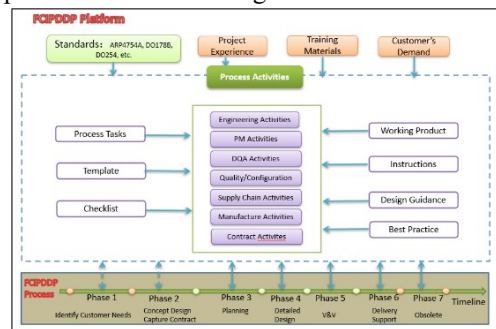 FCIPDDP Platform
Standards: ARP4754A, DO178B,
DO254, etc.
Project
Experience
Training
Materials
Customer's
Demand
Process Activities
Engineering Activities
PM Activities
DQA Activities
Quality/Configuration
Supply Chain Activities
Manufacture Activities
Contract Activites
Process Tasks
Template
Checklist
Working Product
Instructions
Design Guidance
Best Practice
FCIPDDP
Process
Phase 1
Phase 2
Phase 3
Phase 4
Phase 5
Phase 6
Phase 7
Timeline
Identify Customer Needs
Concept Design
Capture Contract
Planning
Detailed
Design
V&V
Delivery
Support
Obsolete